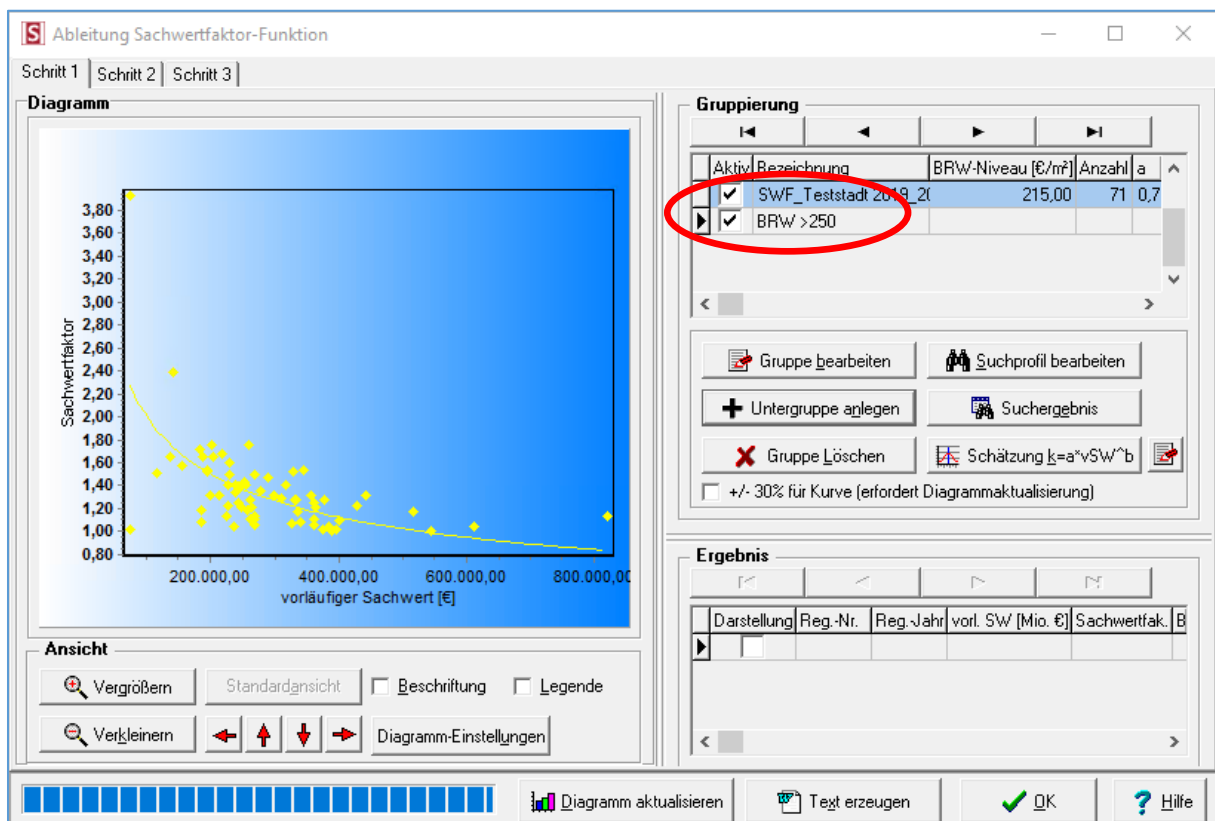 Ableitung Sachwertfaktor-Funktion
Schritt 1 Schritt 2 Schritt 3
Diagramm
3,80
3,60
3,40
3,20
3,00
2,80
2,60
2,40
2,20
2,00
1,80
1,60
1,40
1,20
1,00
0,80
Sachwertfaktor
200.000,00 400.000,00 600.000,00 800.000,00
vorläufiger Sachwert [€]
Ansicht
Vergrößern Standardansicht Beschriftung Legende
Verkleinern Diagramm-Einstellungen
Gruppierung
Aktiv Bezeichnung BRW-Niveau [€/m²] Anzahl a
SWF_Teststadt 2019_2( 215,00 71 0,7
BRW >250
Gruppe bearbeiten Suchprofil bearbeiten
Untergruppe anlegen Suchergebnis
Gruppe Löschen Schätzung k=a*vSW^b
+/- 30% für Kurve (erfordert Diagrammaktualisierung)
Ergebnis
Darstellung Reg.-Nr. Reg.-Jahr vorl. SW [Mio. €] Sachwertfak. B
Diagramm aktualisieren Text erzeugen OK Hilfe